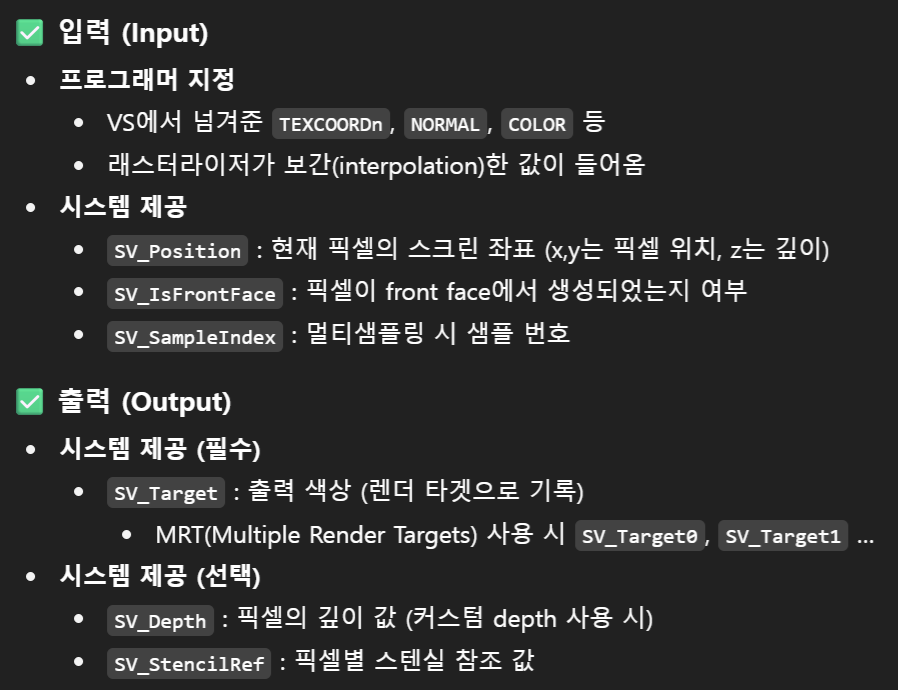 ✅ 입력 (Input)
• 프로그래머 지정
• VS에서 넘겨준 TEXCOORDn, NORMAL, COLOR 등
• 래스터라이저가 보간(interpolation)한 값이 들어옴
• 시스템 제공
• SV_Position : 현재 픽셀의 스크린 좌표 (x,y는 픽셀 위치, z는 깊이)
• SV_IsFrontFace : 픽셀이 front face에서 생성되었는지 여부
• SV_SampleIndex : 멀티샘플링 시 샘플 번호
✅ 출력 (Output)
• 시스템 제공 (필수)
• SV_Target : 출력 색상 (렌더 타겟으로 기록)
• MRT(Multiple Render Targets) 사용 시 SV_Target0, SV_Target1 ...
• 시스템 제공 (선택)
• SV_Depth : 픽셀의 깊이 값 (커스텀 depth 사용 시)
• SV_StencilRef : 픽셀별 스텐실 참조 값